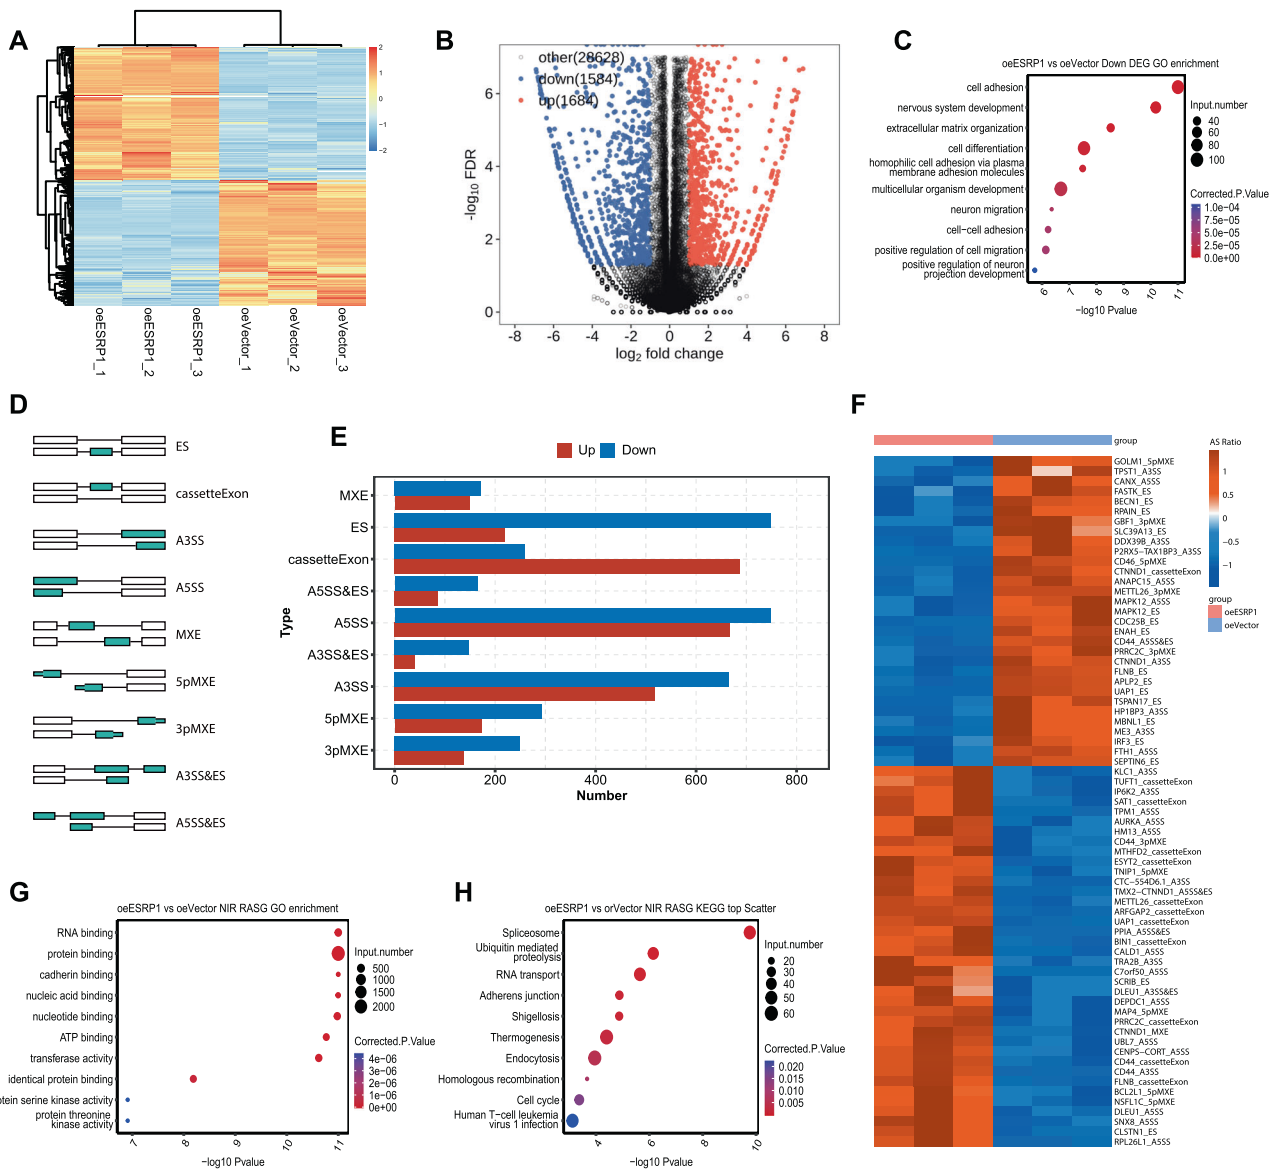 A
2
1
0
−1
−2
oeESRP1_1
oeESRP1_2
oeESRP1_3
oeVector_1
oeVector_2
oeVector_3
B
other(28628)
down(1584)
up(1684)
-log10 FDR
6
4
2
0
-8
-6
-4
-2
0
2
4
6
8
log2 fold change
C
oeESRP1 vs oeVector Down DEG GO enrichment
cell adhesion
nervous system development
extracellular matrix organization
cell differentiation
homophilic cell adhesion via plasma
membrane adhesion molecules
multicellular organism development
neuron migration
cell−cell adhesion
positive regulation of cell migration
positive regulation of neuron
projection development
6
7
8
9
10
11
−log10 Pvalue
Input.number
40
60
80
100
Corrected.P.Value
1.0e−04
7.5e−05
5.0e−05
2.5e−05
0.0e+00
D
ES
cassetteExon
A3SS
A5SS
MXE
5pMXE
3pMXE
A3SS&ES
A5SS&ES
E
Up
Down
Type
MXE
ES
cassetteExon
A5SS&ES
A5SS
A3SS&ES
A3SS
5pMXE
3pMXE
0
200
400
600
800
Number
F
group
GOLM1_5pMXE
TPST1_A3SS
CANX_A5SS
FASTK_ES
BECN1_ES
RPAIN_ES
GBF1_3pMXE
SLC39A13_ES
DDX39B_A3SS
P2RX5−TAX1BP3_A3SS
CD46_5pMXE
CTNND1_cassetteExon
ANAPC15_A5SS
METTL26_3pMXE
MAPK12_A5SS
MAPK12_ES
CDC25B_ES
ENAH_ES
CD44_A5SS&ES
PRRC2C_3pMXE
CTNND1_A3SS
FLNB_ES
APLP2_ES
UAP1_ES
TSPAN17_ES
HP1BP3_A3SS
MBNL1_ES
ME3_A3SS
IRF3_ES
FTH1_A5SS
SEPTIN6_ES
KLC1_A3SS
TUFT1_cassetteExon
IP6K2_A3SS
SAT1_cassetteExon
TPM1_A5SS
AURKA_A5SS
HM13_A5SS
CD44_3pMXE
MTHFD2_cassetteExon
ESYT2_cassetteExon
TNIP1_5pMXE
CTC−554D6.1_A3SS
TMX2−CTNND1_A5SS&ES
METTL26_cassetteExon
ARFGAP2_cassetteExon
UAP1_cassetteExon
PPIA_A5SS&ES
BIN1_cassetteExon
CALD1_A5SS
TRA2B_A3SS
C7orf50_A5SS
SCRIB_ES
DLEU1_A3SS&ES
DEPDC1_A5SS
MAP4_5pMXE
PRRC2C_cassetteExon
CTNND1_MXE
UBL7_A5SS
CENPS−CORT_A5SS
CD44_cassetteExon
CD44_A3SS
FLNB_cassetteExon
BCL2L1_5pMXE
NSFL1C_5pMXE
DLEU1_A5SS
SNX8_A5SS
CLSTN1_ES
RPL26L1_A5SS
AS Ratio
1
0.5
0
−0.5
−1
group
oeESRP1
oeVector
G
oeESRP1 vs oeVector NIR RASG GO enrichment
RNA binding
protein binding
cadherin binding
nucleic acid binding
nucleotide binding
ATP binding
transferase activity
identical protein binding
otein serine kinase activity
protein threonine
kinase activity
7
8
9
10
11
−log10 Pvalue
Input.number
500
1000
1500
2000
Corrected.P.Value
4e−06
3e−06
2e−06
1e−06
0e+00
H
oeESRP1 vs orVector NIR RASG KEGG top Scatter
Spliceosome
Ubiquitin mediated
proteolysis
RNA transport
Adherens junction
Shigellosis
Thermogenesis
Endocytosis
Homologous recombination
Cell cycle
Human T−cell leukemia
virus 1 infection
4
6
8
10
−log10 Pvalue
Input.number
20
30
40
50
60
Corrected.P.Value
0.020
0.015
0.010
0.005